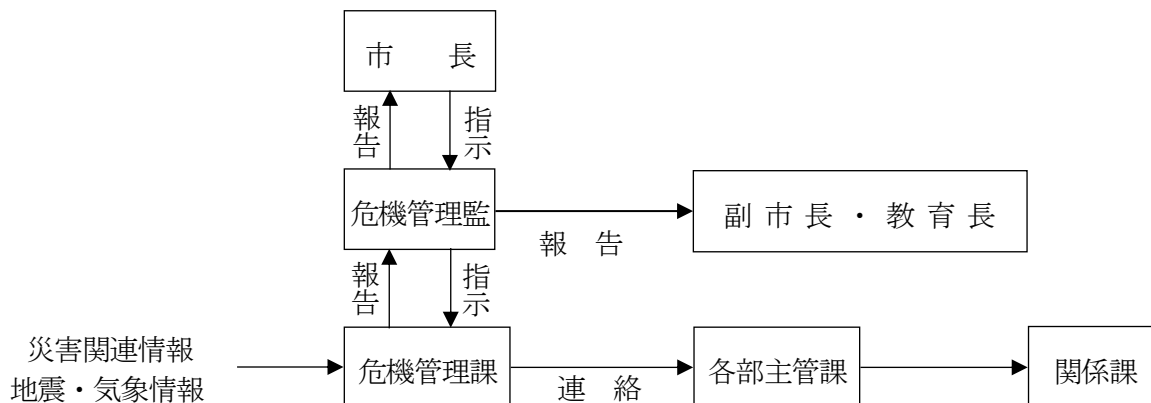 市　長
報告
指示
危機管理監
報　告
副市長・教育長
報告
指示
災害関連情報
地震・気象情報
危機管理課
連　絡
各部主管課
関係課